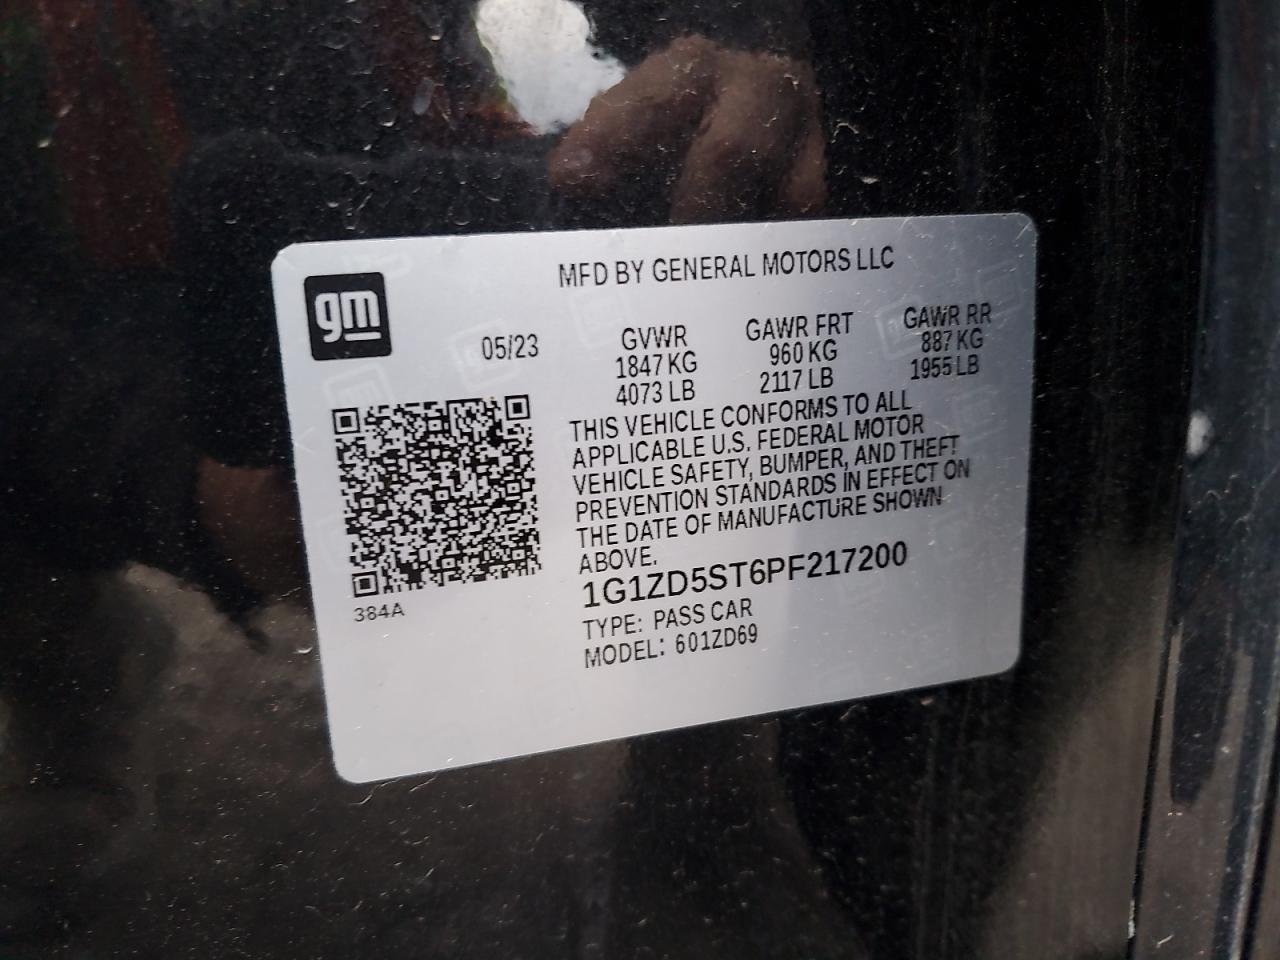 gm
MFD BY GENERAL MOTORS LLC
05/23
GVWR
1847 KG
4073 LB
GAWR FRT
960 KG
2117 LB
GAWR RR
887 KG
1955 LB
THIS VEHICLE CONFORMS TO ALL
APPLICABLE U.S. FEDERAL MOTOR
VEHICLE SAFETY, BUMPER, AND THEFT
PREVENTION STANDARDS IN EFFECT ON
THE DATE OF MANUFACTURE SHOWN
ABOVE.
1G1ZD5ST6PF217200
TYPE: PASS CAR
MODEL: 601ZD69
384A